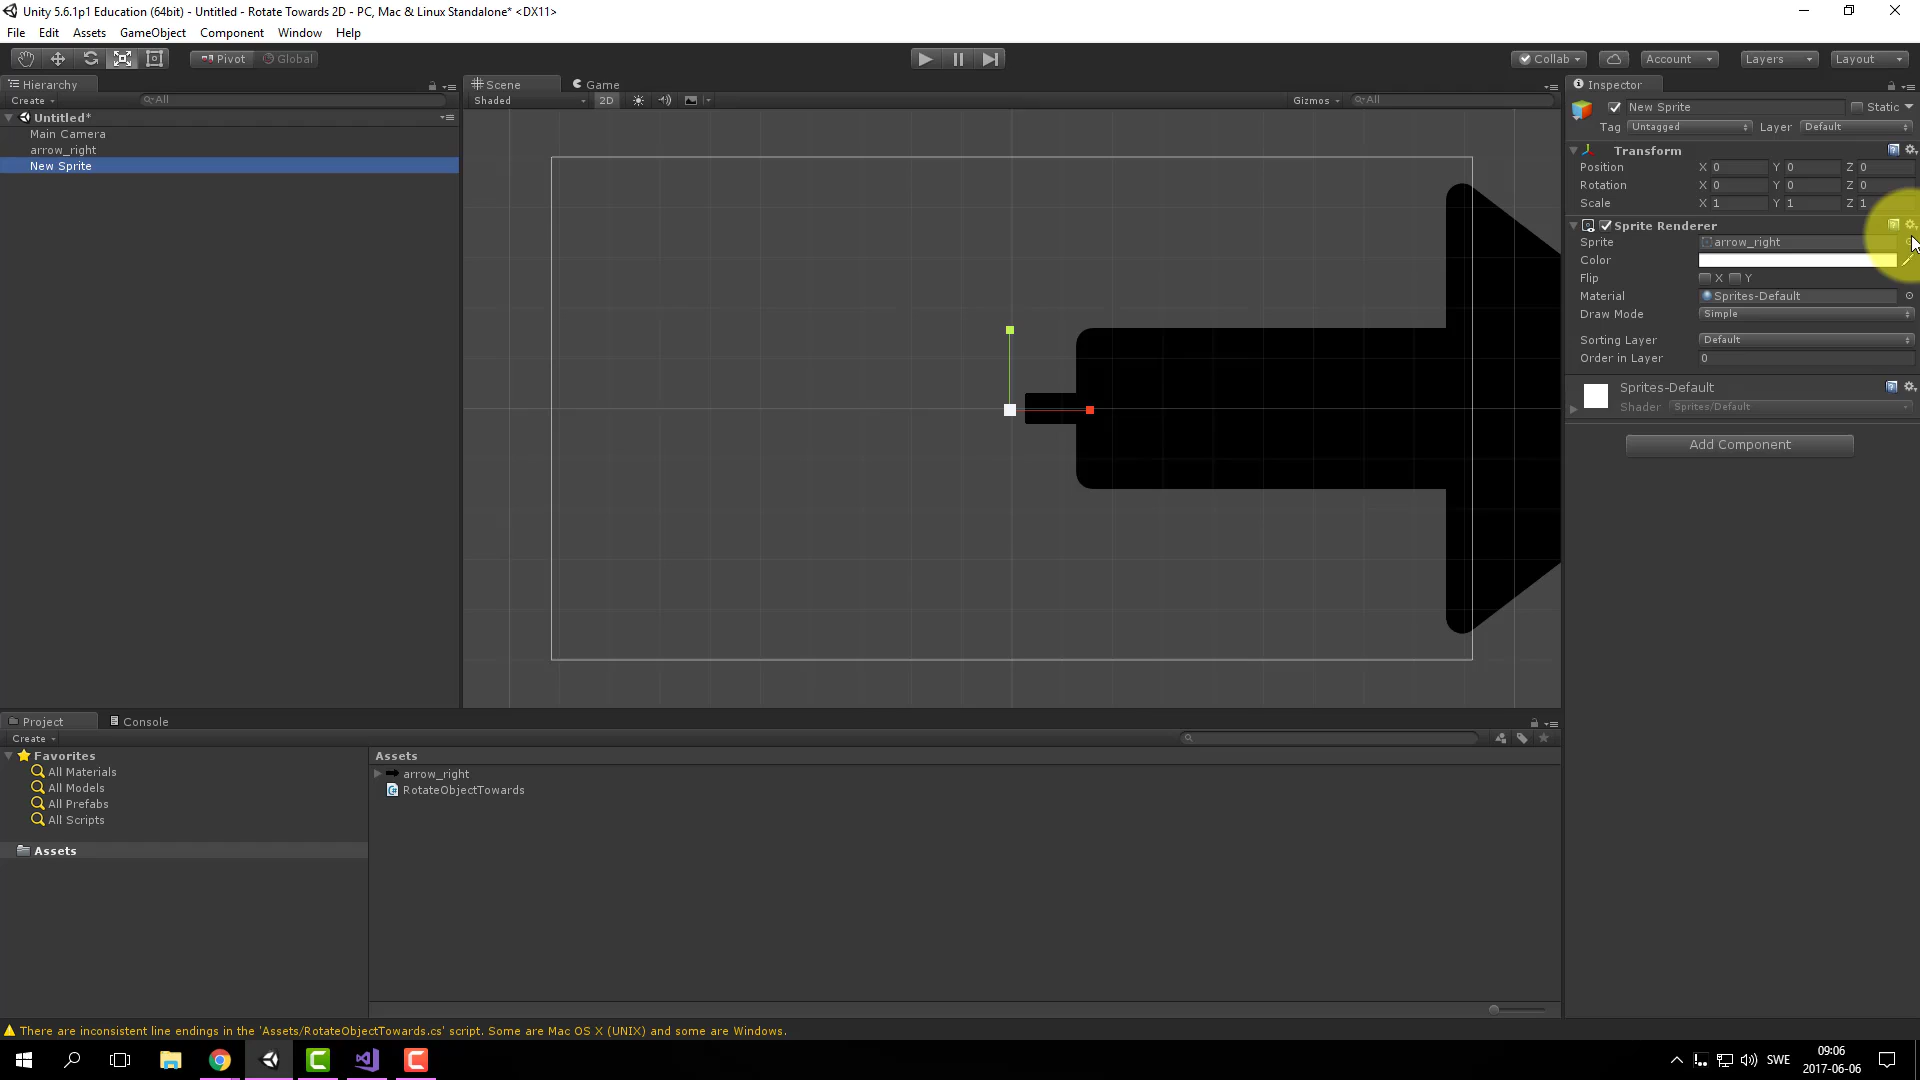 Unity 5.6.1p1 Education (64bit) - Untitled - Rotate Towards 2D - PC, Mac & Linux Standalone* <DX11>
File Edit Assets GameObject Component Window Help
Pivot Global Collab Account Layers Layout
Hierarchy
Create All
Untitled*
Main Camera
arrow_right
New Sprite
Scene Game
Shaded 2D Gizmos All
Inspector
New Sprite Static
Tag Untagged Layer Default
Transform
Position X 0 Y 0 Z 0
Rotation X 0 Y 0 Z 0
Scale X 1 Y 1 Z 1
Sprite Renderer
Sprite arrow_right
Color
Flip X Y
Material Sprites-Default
Draw Mode Simple
Sorting Layer Default
Order in Layer 0
Sprites-Default
Shader Sprites/Default
Add Component
Project Console
Create
Favorites
All Materials
All Models
All Prefabs
All Scripts
Assets
Assets
arrow_right
RotateObjectTowards
There are inconsistent line endings in the 'Assets/RotateObjectTowards.cs' script. Some are Mac OS X (UNIX) and some are Windows.
SWE
09:06
2017-06-06